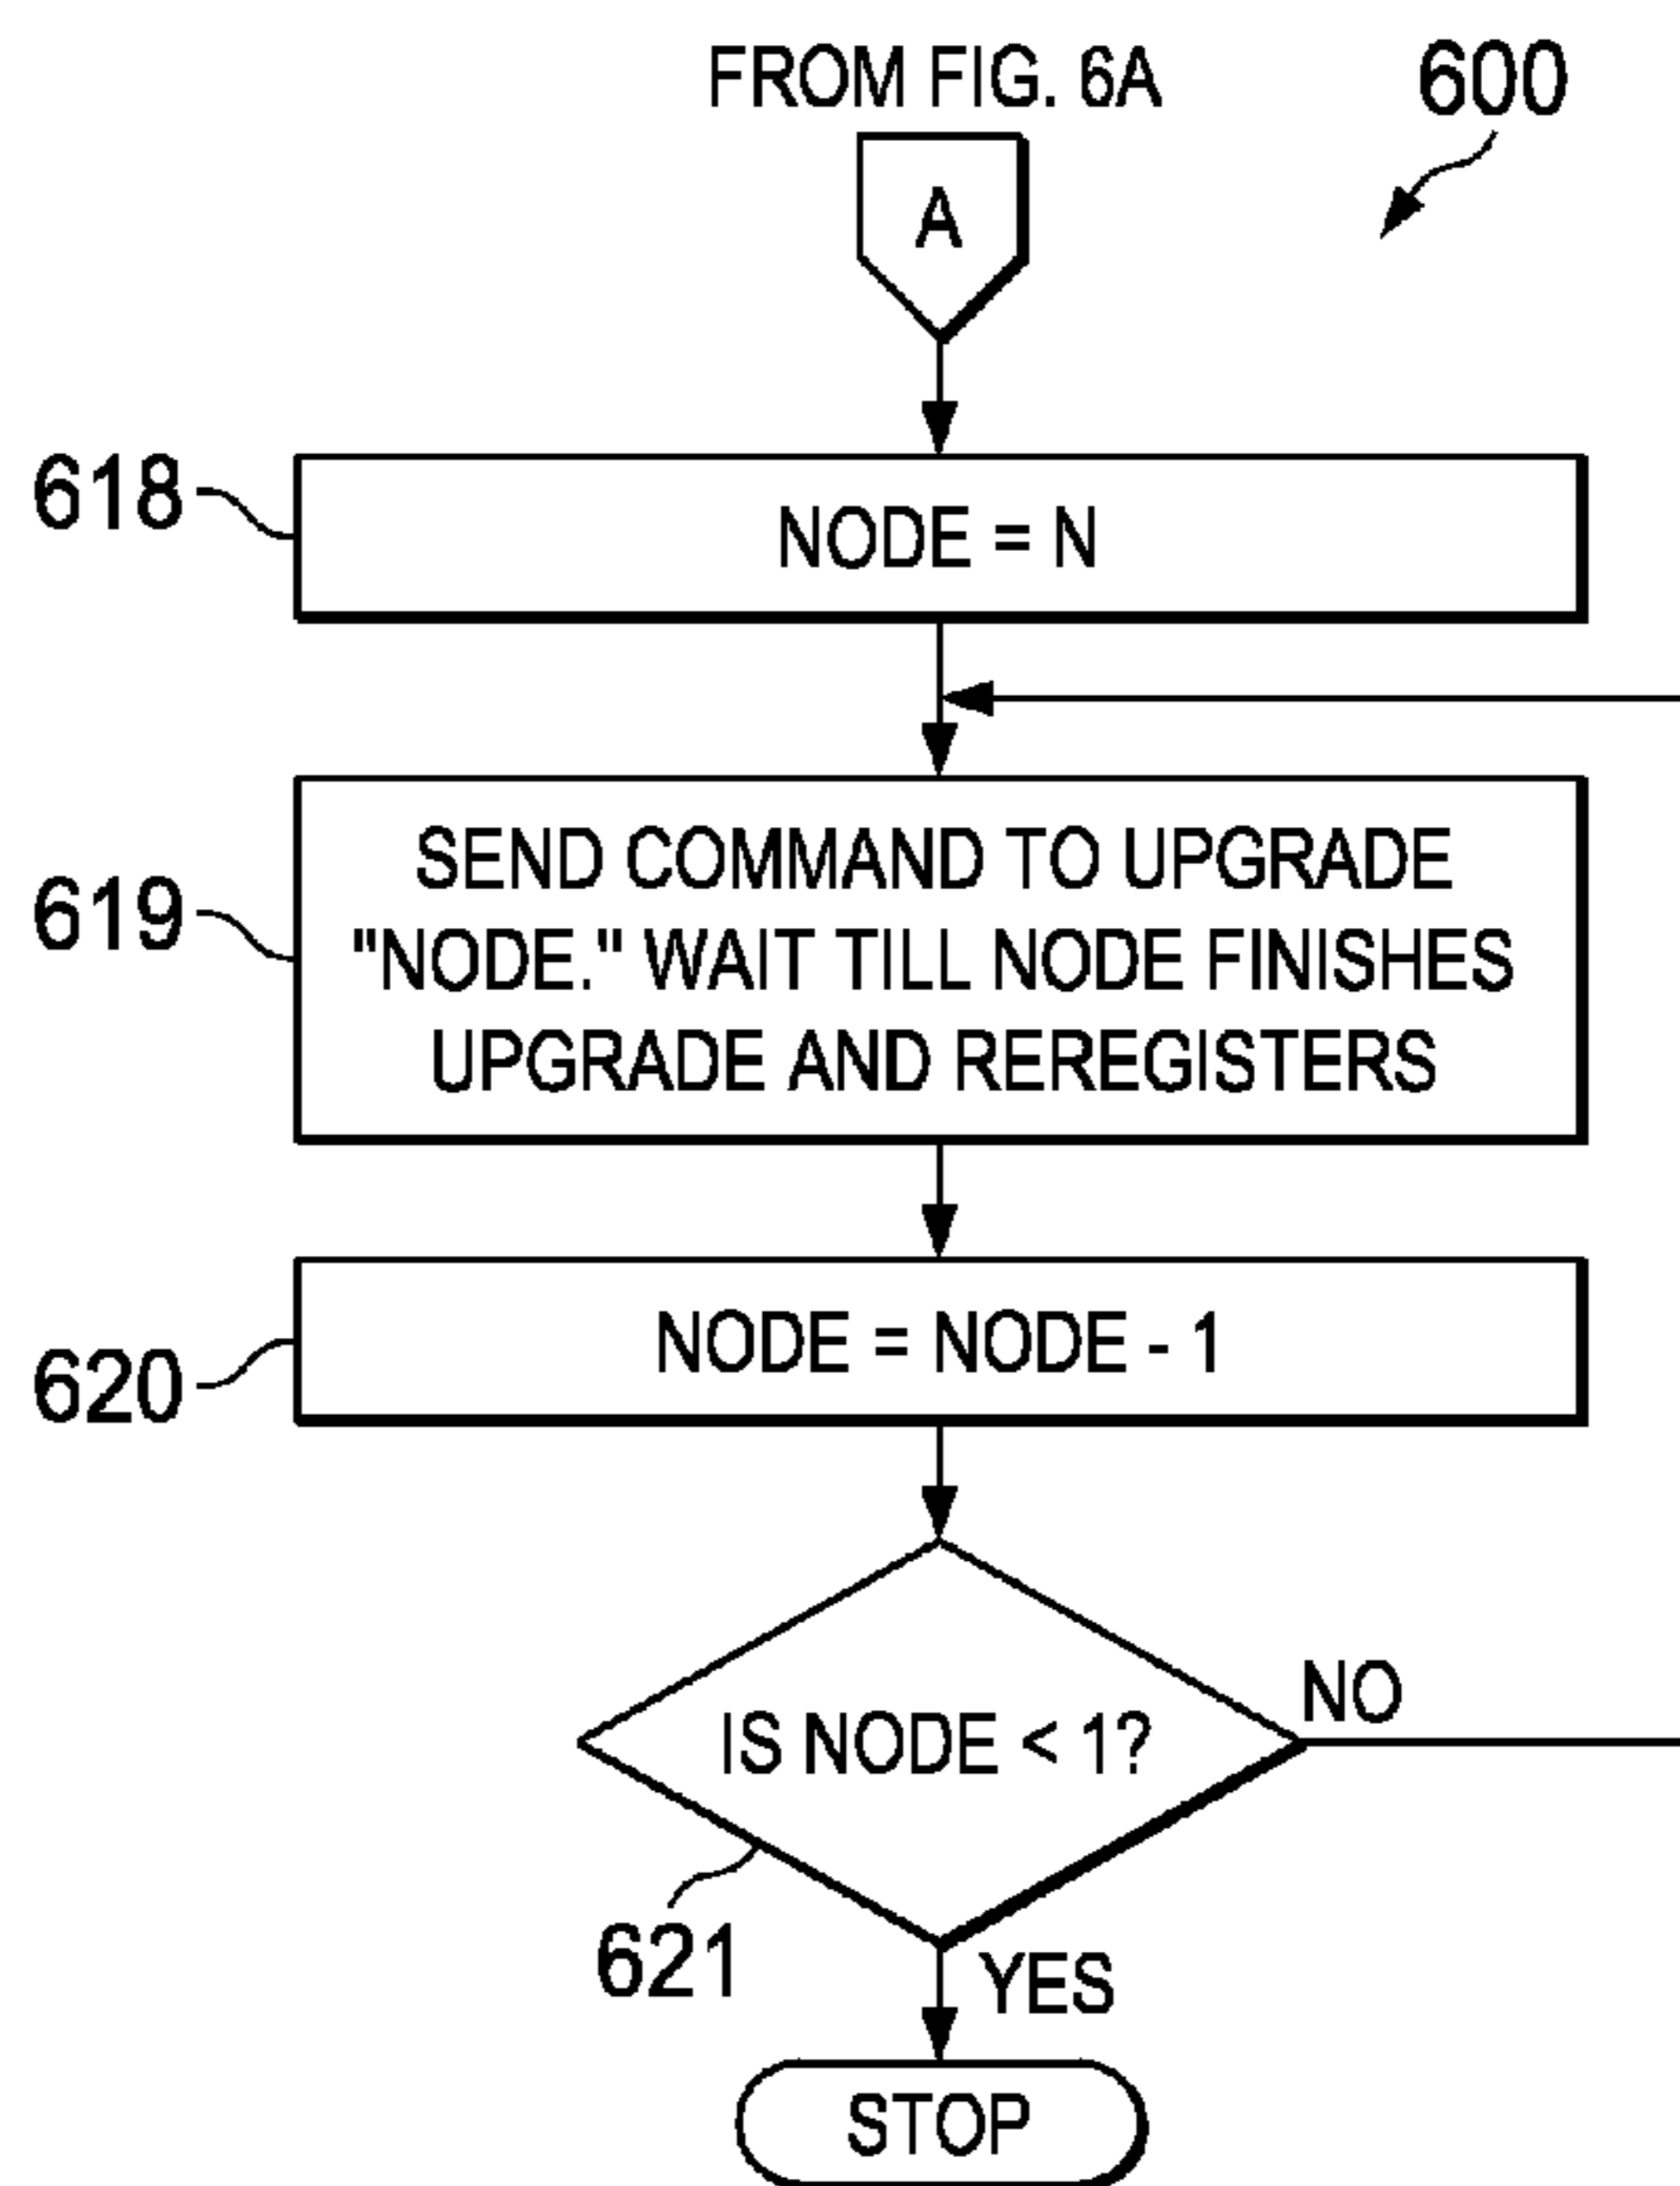 FROM FIG. 6A
600
A
618
NODE = N
619
SEND COMMAND TO UPGRADE
"NODE." WAIT TILL NODE FINISHES
UPGRADE AND REREGISTERS
620
NODE = NODE - 1
IS NODE < 1?
NO
621
YES
STOP